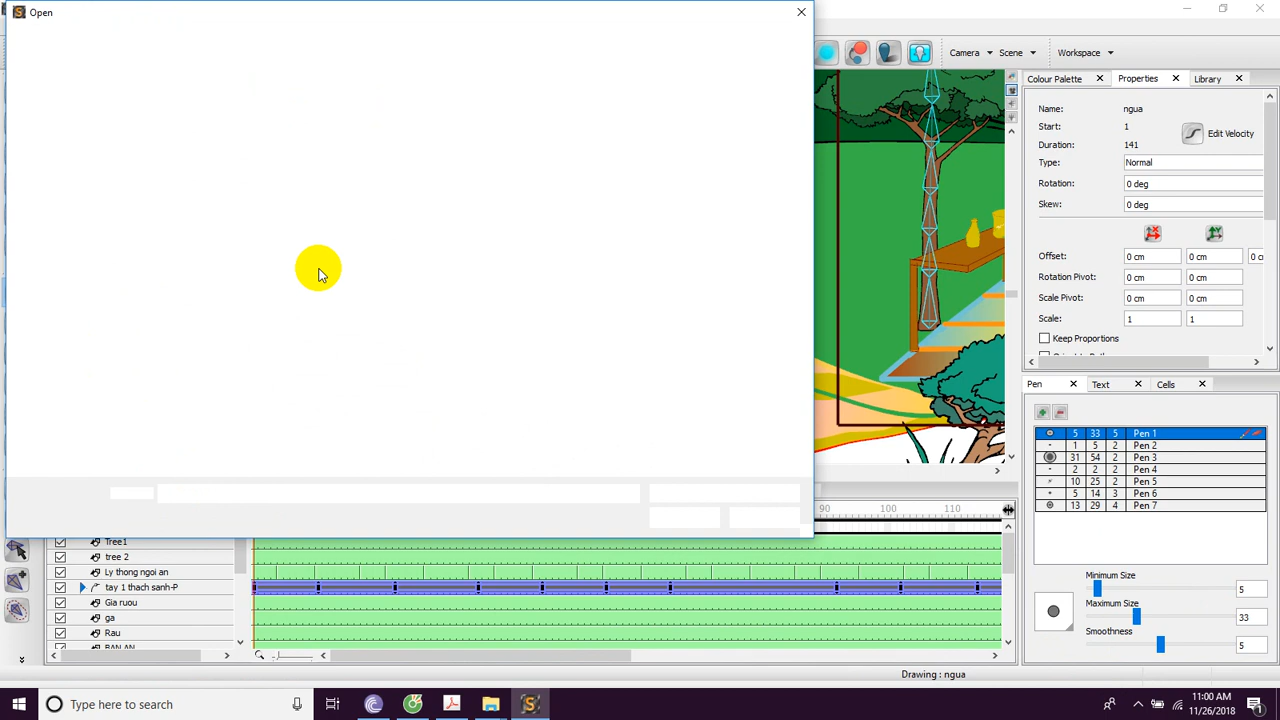 Open
Camera
Scene
Workspace
Colour Palette
Properties
Library
Name:
ngua
Start:
1
Edit Velocity
Duration:
141
Type:
Normal
Rotation:
0 deg
Skew:
0 deg
Offset:
0 cm
0 cm
Rotation Pivot:
0 cm
0 cm
Scale Pivot:
0 cm
0 cm
Scale:
1
1
Keep Proportions
Pen
Text
Cells
5 33 5 Pen 1
1 5 2 Pen 2
31 54 2 Pen 3
2 2 2 Pen 4
10 25 2 Pen 5
5 14 3 Pen 6
13 29 4 Pen 7
90 100 110
Tree1
tree 2
Ly thong ngoi an
tay 1 thach sanh-P
Gia ruou
ga
Rau
BAN AN
Minimum Size
5
Maximum Size
33
Smoothness
5
Drawing : ngua
Type here to search
11:00 AM
11/26/2018
1